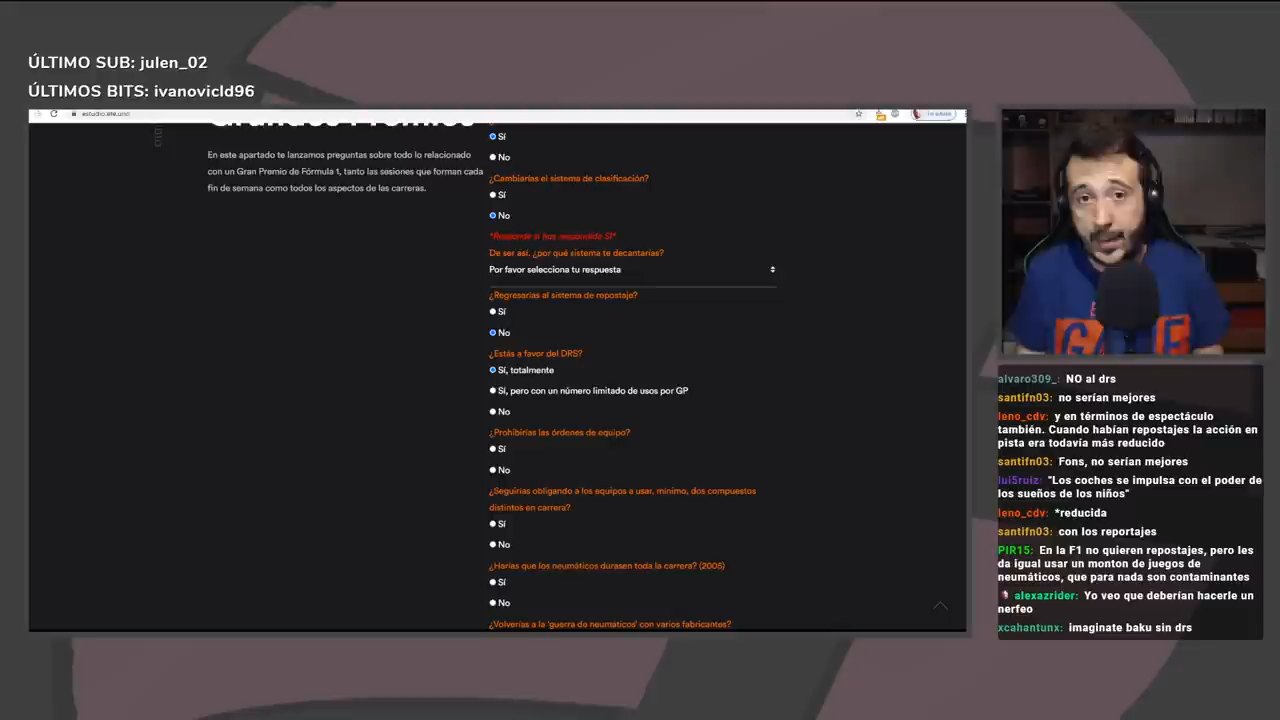 ÚLTIMO SUB: julen_02
ÚLTIMOS BITS: ivanovicld96
estudio.efe.uno
Grandes Premios
En este apartado te lanzamos preguntas sobre todo lo relacionado
con un Gran Premio de Fórmula 1, tanto las sesiones que forman cada
fin de semana como todos los aspectos de las carreras.
Sí
No
¿Cambiarías el sistema de clasificación?
Sí
No
*Responde si has respondido SI*
De ser así, ¿por qué sistema te decantarías?
Por favor selecciona tu respuesta
¿Regresarías al sistema de repostaje?
Sí
No
¿Estás a favor del DRS?
Sí, totalmente
Sí, pero con un número limitado de usos por GP
No
¿Prohibirías las órdenes de equipo?
Sí
No
¿Seguirías obligando a los equipos a usar, mínimo, dos compuestos
distintos en carrera?
Sí
No
¿Harías que los neumáticos durasen toda la carrera? (2005)
Sí
No
¿Volverías a la 'guerra de neumáticos' con varios fabricantes?
alvaro309_: NO al drs
santifn03: no serían mejores
leno_cdv: y en términos de espectáculo
también. Cuando habían repostajes la acción en
pista era todavía más reducido
santifn03: Fons, no serían mejores
lui5ruiz: "Los coches se impulsa con el poder de
los sueños de los niños"
leno_cdv: *reducida
santifn03: con los reportajes
PIR15: En la F1 no quieren repostajes, pero les
da igual usar un monton de juegos de
neumáticos, que para nada son contaminantes
alexazrider: Yo veo que deberían hacerle un
nerfeo
xcahantunx: imaginate baku sin drs